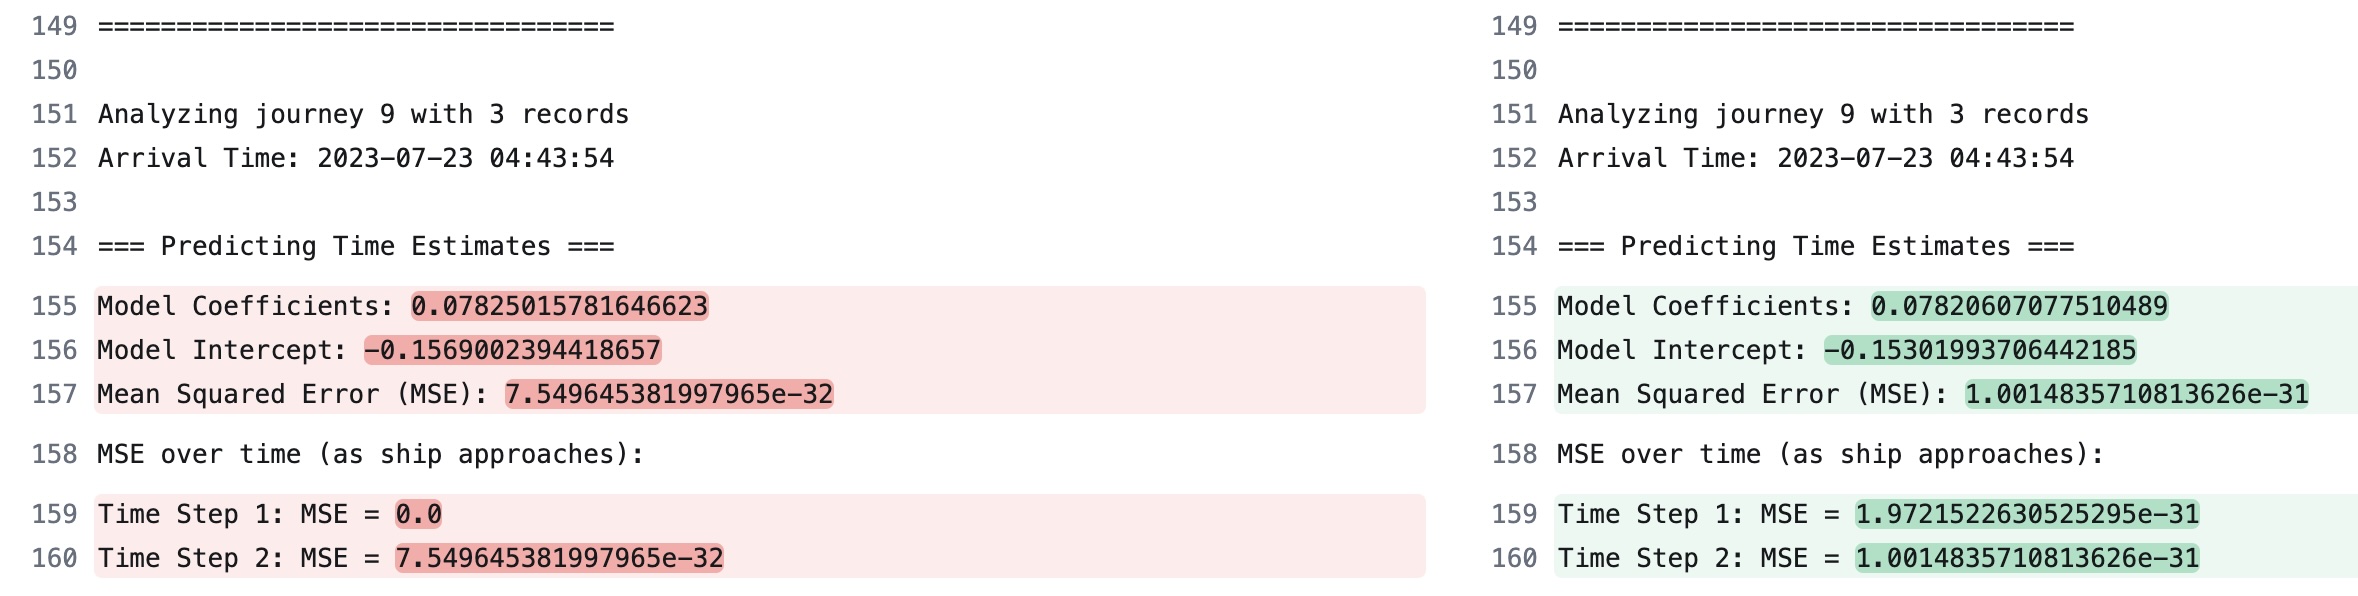 149 =================================
150
151 Analyzing journey 9 with 3 records
152 Arrival Time: 2023-07-23 04:43:54
153
154 === Predicting Time Estimates ===
155 Model Coefficients: 0.07825015781646623
156 Model Intercept: -0.1569002394418657
157 Mean Squared Error (MSE): 7.549645381997965e-32
158 MSE over time (as ship approaches):
159 Time Step 1: MSE = 0.0
160 Time Step 2: MSE = 7.549645381997965e-32
149 =================================
150
151 Analyzing journey 9 with 3 records
152 Arrival Time: 2023-07-23 04:43:54
153
154 === Predicting Time Estimates ===
155 Model Coefficients: 0.07820607077510489
156 Model Intercept: -0.15301993706442185
157 Mean Squared Error (MSE): 1.0014835710813626e-31
158 MSE over time (as ship approaches):
159 Time Step 1: MSE = 1.9721522630525295e-31
160 Time Step 2: MSE = 1.0014835710813626e-31